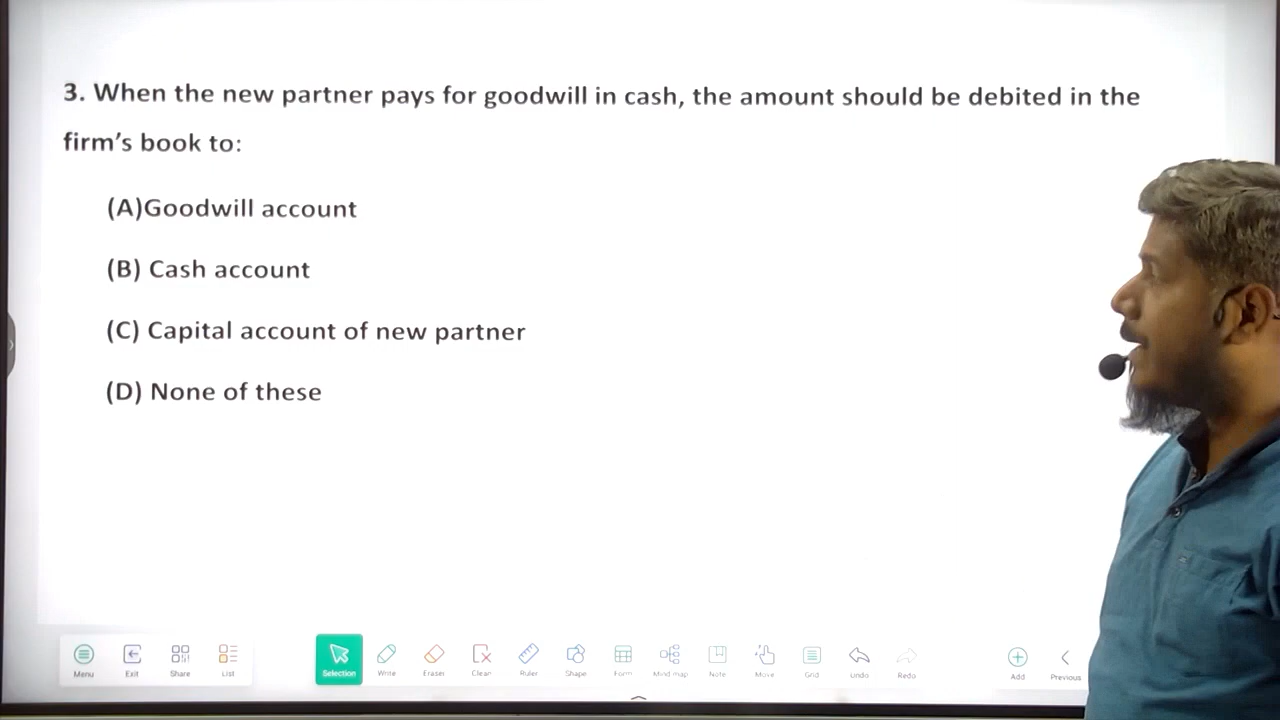 3. When the new partner pays for goodwill in cash, the amount should be debited in the
firm’s book to:
(A)Goodwill account
(B) Cash account
(C) Capital account of new partner
(D) None of these
Menu Exit Share List Selection Write Eraser Clean Ruler Shape Form Mind map Note Move Grid Undo Redo Add Previous